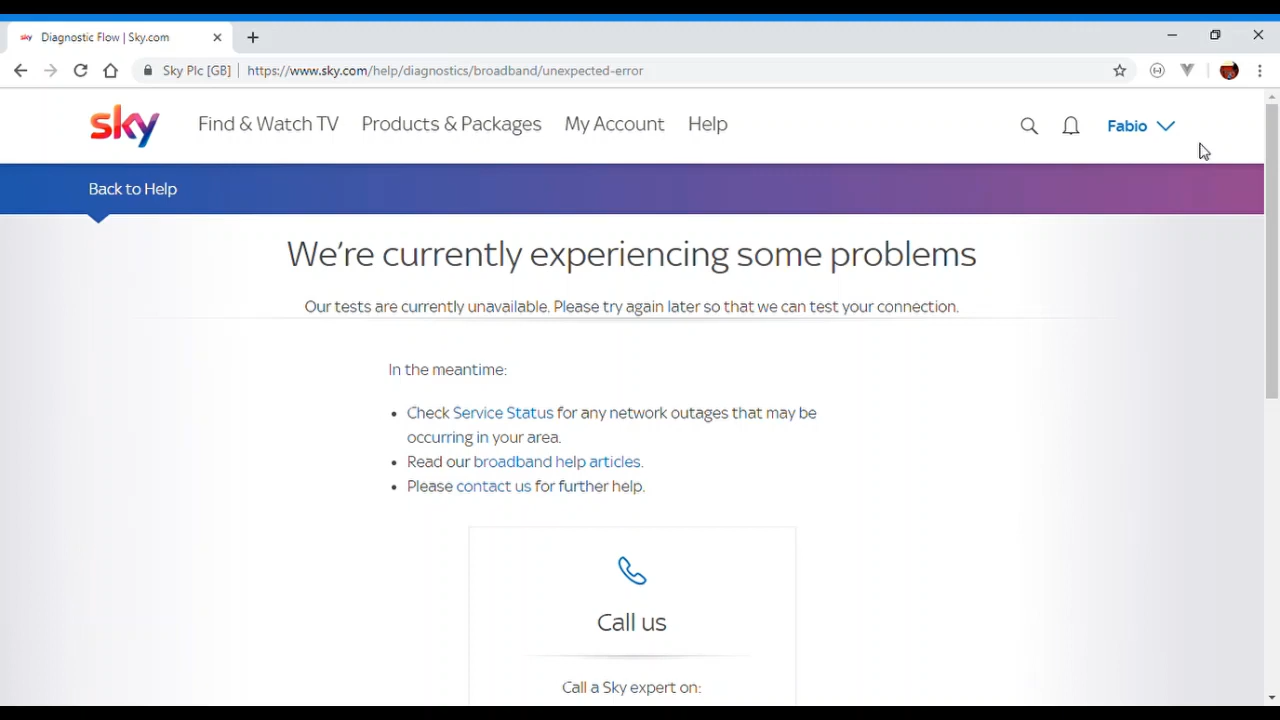 Diagnostic Flow | Sky.com
Sky Plc [GB] | https://www.sky.com/help/diagnostics/broadband/unexpected-error
sky Find & Watch TV Products & Packages My Account Help Fabio
Back to Help
We're currently experiencing some problems
Our tests are currently unavailable. Please try again later so that we can test your connection.
In the meantime:
• Check Service Status for any network outages that may be
occurring in your area.
• Read our broadband help articles.
• Please contact us for further help.
Call us
Call a Sky expert on: